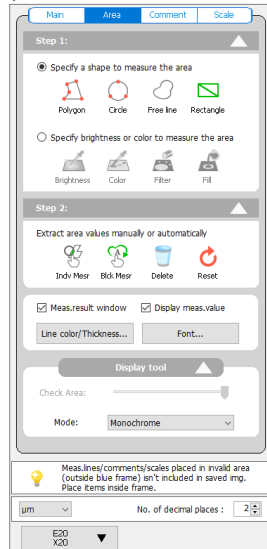 Main Area Comment Scale
Step 1:
Specify a shape to measure the area
Polygon Circle Free line Rectangle
Specify brightness or color to measure the area
Brightness Color Filter Fill
Step 2:
Extract area values manually or automatically
Indv Mesr Blck Mesr Delete Reset
Meas.result window Display meas.value
Line color/Thickness... Font...
Display tool
Check Area:
Mode: Monochrome
Meas.lines/comments/scales placed in invalid area
(outside blue frame) isn't included in saved img.
Place items inside frame.
µm No. of decimal places : 2
E20
X20